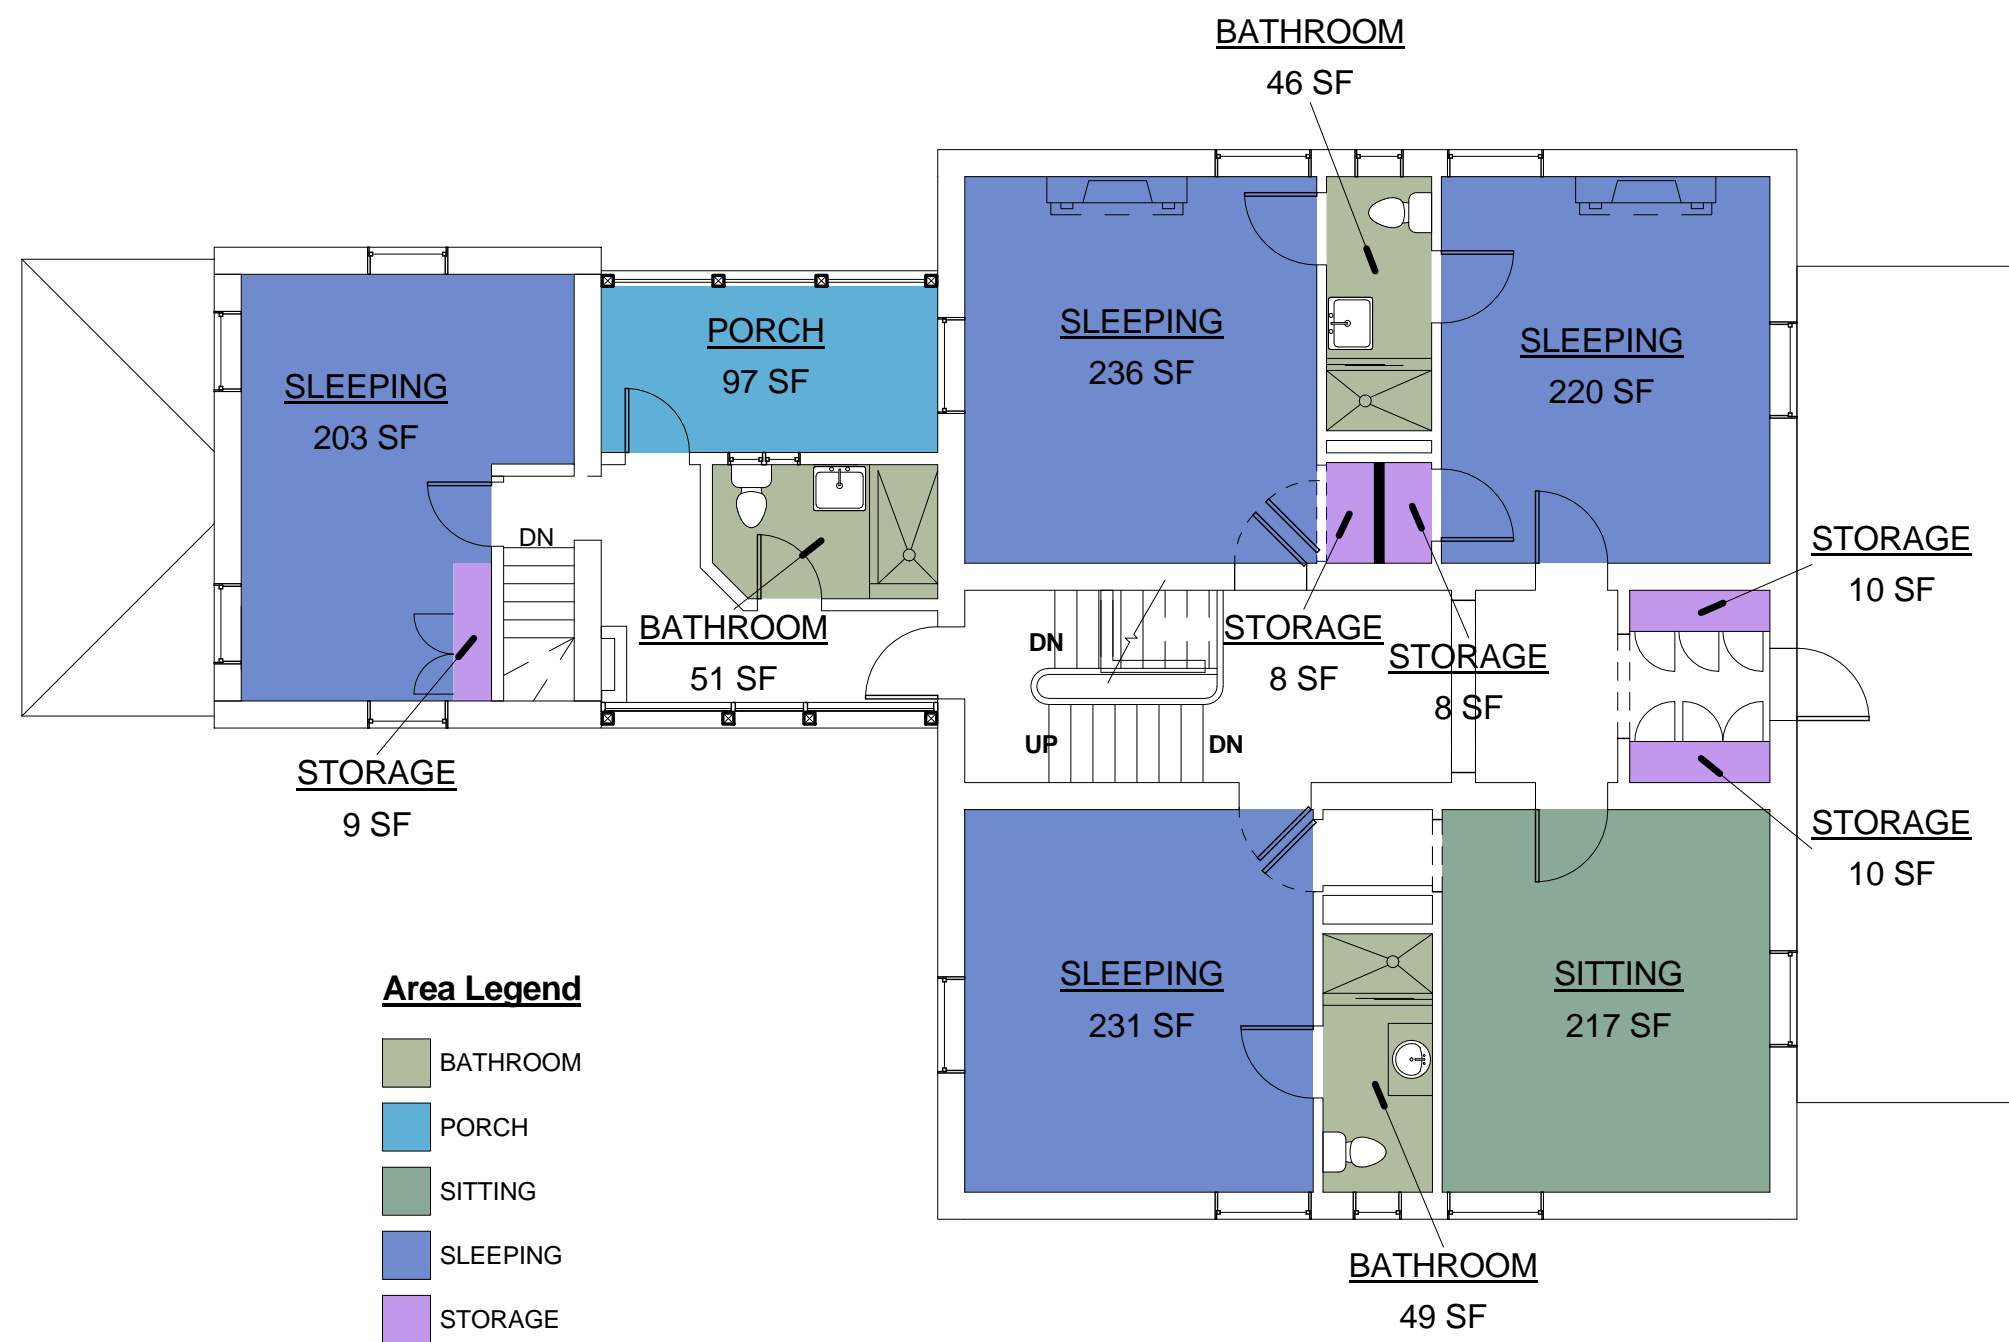 BATHROOM
46 SF
SLEEPING
203 SF
PORCH
97 SF
SLEEPING
236 SF
SLEEPING
220 SF
DN
BATHROOM
51 SF
DN
UP
DN
STORAGE
8 SF
STORAGE
8 SF
STORAGE
10 SF
STORAGE
9 SF
STORAGE
10 SF
SLEEPING
231 SF
SITTING
217 SF
BATHROOM
49 SF
Area Legend
BATHROOM
PORCH
SITTING
SLEEPING
STORAGE